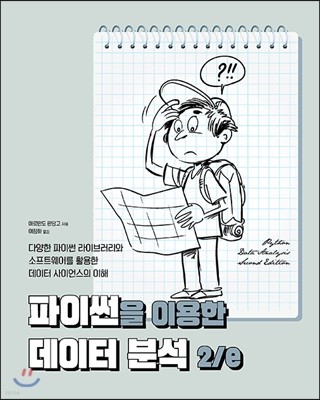 ?!!
아르만도 판당고 지음
예정화 옮김
다양한 파이썬 라이브러리와
소프트웨어를 활용한
데이터 사이언스의 이해
Python
Data Analysis
Second Edition
파이썬을 이용한
데이터 분석 2/e